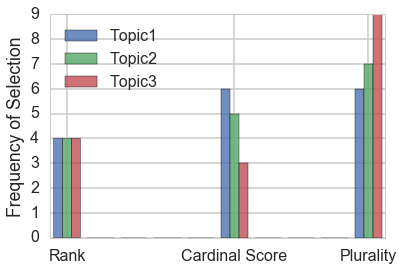 9
8
7
6
5
4
3
2
1
0
Frequency of Selection
Topic1
Topic2
Topic3
Rank Cardinal Score Plurality